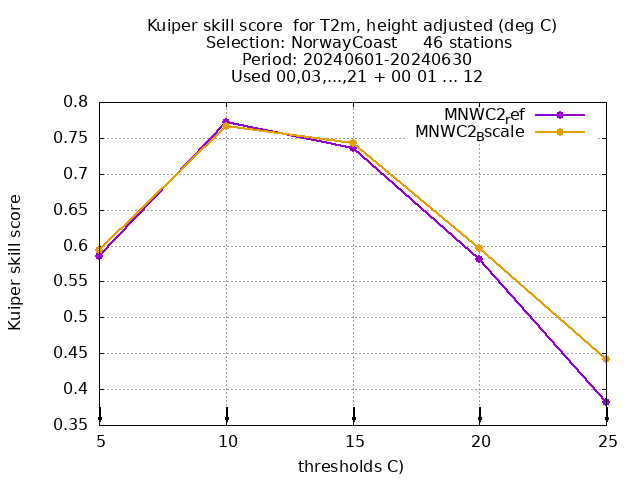 Kuiper skill score  for T2m, height adjusted (deg C)
Selection: NorwayCoast     46 stations
Period: 20240601-20240630
Used 00,03,...,21 + 00 01 ... 12
MNWC2ref
MNWC2Bscale
0.8
0.75
0.7
0.65
0.6
0.55
0.5
0.45
0.4
0.35
5 10 15 20 25
Kuiper skill score
thresholds C)